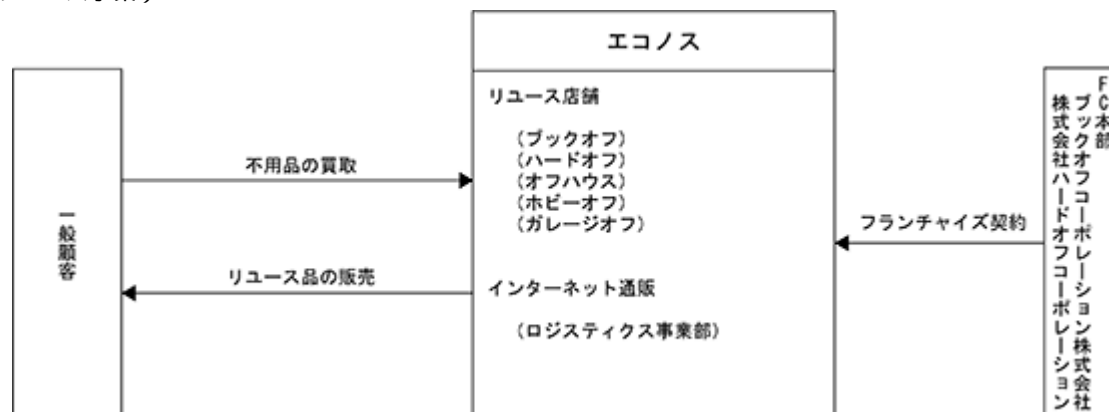 エコノス
リユース店舗
(ブックオフ)
(ハードオフ)
(オフハウス)
(ホビーオフ)
(ガレージオフ)
インターネット通販
(ロジスティクス事業部)
一般顧客
不用品の買取
リユース品の販売
フランチャイズ契約
FC本部
ブックオフコーポレーション株式会社
株式会社ハードオフコーポレーション